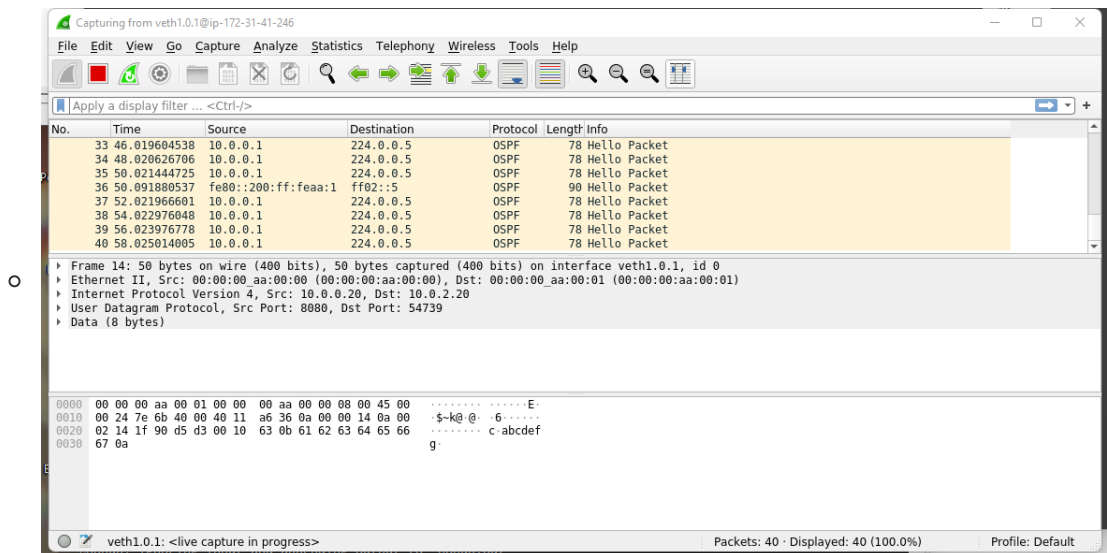 Capturing from veth1.0.1@ip-172-31-41-246
File Edit View Go Capture Analyze Statistics Telephony Wireless Tools Help
Apply a display filter ... <Ctrl-/>
No. Time Source Destination Protocol Length Info
33 46.019604538 10.0.0.1 224.0.0.5 OSPF 78 Hello Packet
34 48.020626706 10.0.0.1 224.0.0.5 OSPF 78 Hello Packet
35 50.021444725 10.0.0.1 224.0.0.5 OSPF 78 Hello Packet
36 50.091880537 fe80::200:ff:feaa:1 ff02::5 OSPF 90 Hello Packet
37 52.021966601 10.0.0.1 224.0.0.5 OSPF 78 Hello Packet
38 54.022976048 10.0.0.1 224.0.0.5 OSPF 78 Hello Packet
39 56.023976778 10.0.0.1 224.0.0.5 OSPF 78 Hello Packet
40 58.025014005 10.0.0.1 224.0.0.5 OSPF 78 Hello Packet
Frame 14: 50 bytes on wire (400 bits), 50 bytes captured (400 bits) on interface veth1.0.1, id 0
Ethernet II, Src: 00:00:00_aa:00:00 (00:00:00:aa:00:00), Dst: 00:00:00_aa:00:01 (00:00:00:aa:00:01)
Internet Protocol Version 4, Src: 10.0.0.20, Dst: 10.0.2.20
User Datagram Protocol, Src Port: 8080, Dst Port: 54739
Data (8 bytes)
0000 00 00 00 aa 00 01 00 00 00 aa 00 00 08 00 45 00 ········ ······E·
0010 00 24 7e 6b 40 00 40 11 a6 36 0a 00 00 14 0a 00 ·$~k@·@· ·6······
0020 02 14 1f 90 d5 d3 00 10 63 0b 61 62 63 64 65 66 ········ c·abcdef
0030 67 0a g·
veth1.0.1: <live capture in progress> Packets: 40 · Displayed: 40 (100.0%) Profile: Default